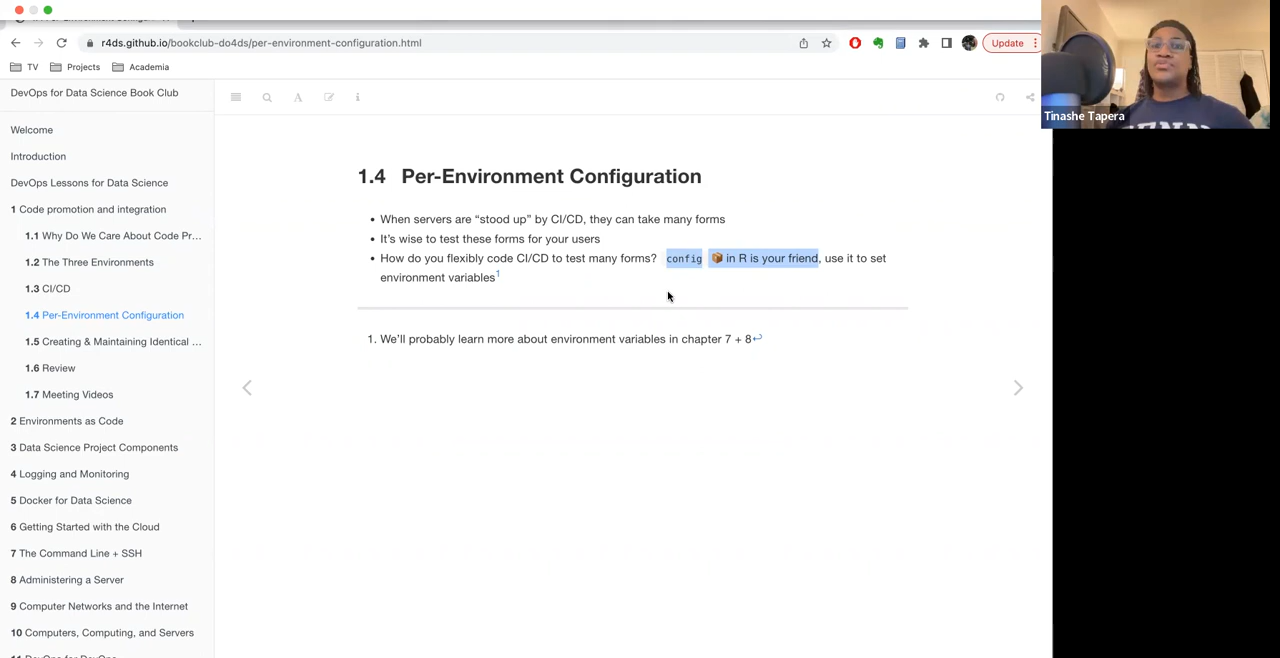 r4ds.github.io/bookclub-do4ds/per-environment-configuration.html
Update
TV Projects Academia
Tinashe Tapera
DevOps for Data Science Book Club
Welcome
Introduction
DevOps Lessons for Data Science
1 Code promotion and integration
1.1 Why Do We Care About Code Pr...
1.2 The Three Environments
1.3 CI/CD
1.4 Per-Environment Configuration
1.5 Creating & Maintaining Identical ...
1.6 Review
1.7 Meeting Videos
2 Environments as Code
3 Data Science Project Components
4 Logging and Monitoring
5 Docker for Data Science
6 Getting Started with the Cloud
7 The Command Line + SSH
8 Administering a Server
9 Computer Networks and the Internet
10 Computers, Computing, and Servers
1.4 Per-Environment Configuration
• When servers are “stood up” by CI/CD, they can take many forms
• It’s wise to test these forms for your users
• How do you flexibly code CI/CD to test many forms? config 📦 in R is your friend, use it to set
environment variables1
1. We’ll probably learn more about environment variables in chapter 7 + 8↩